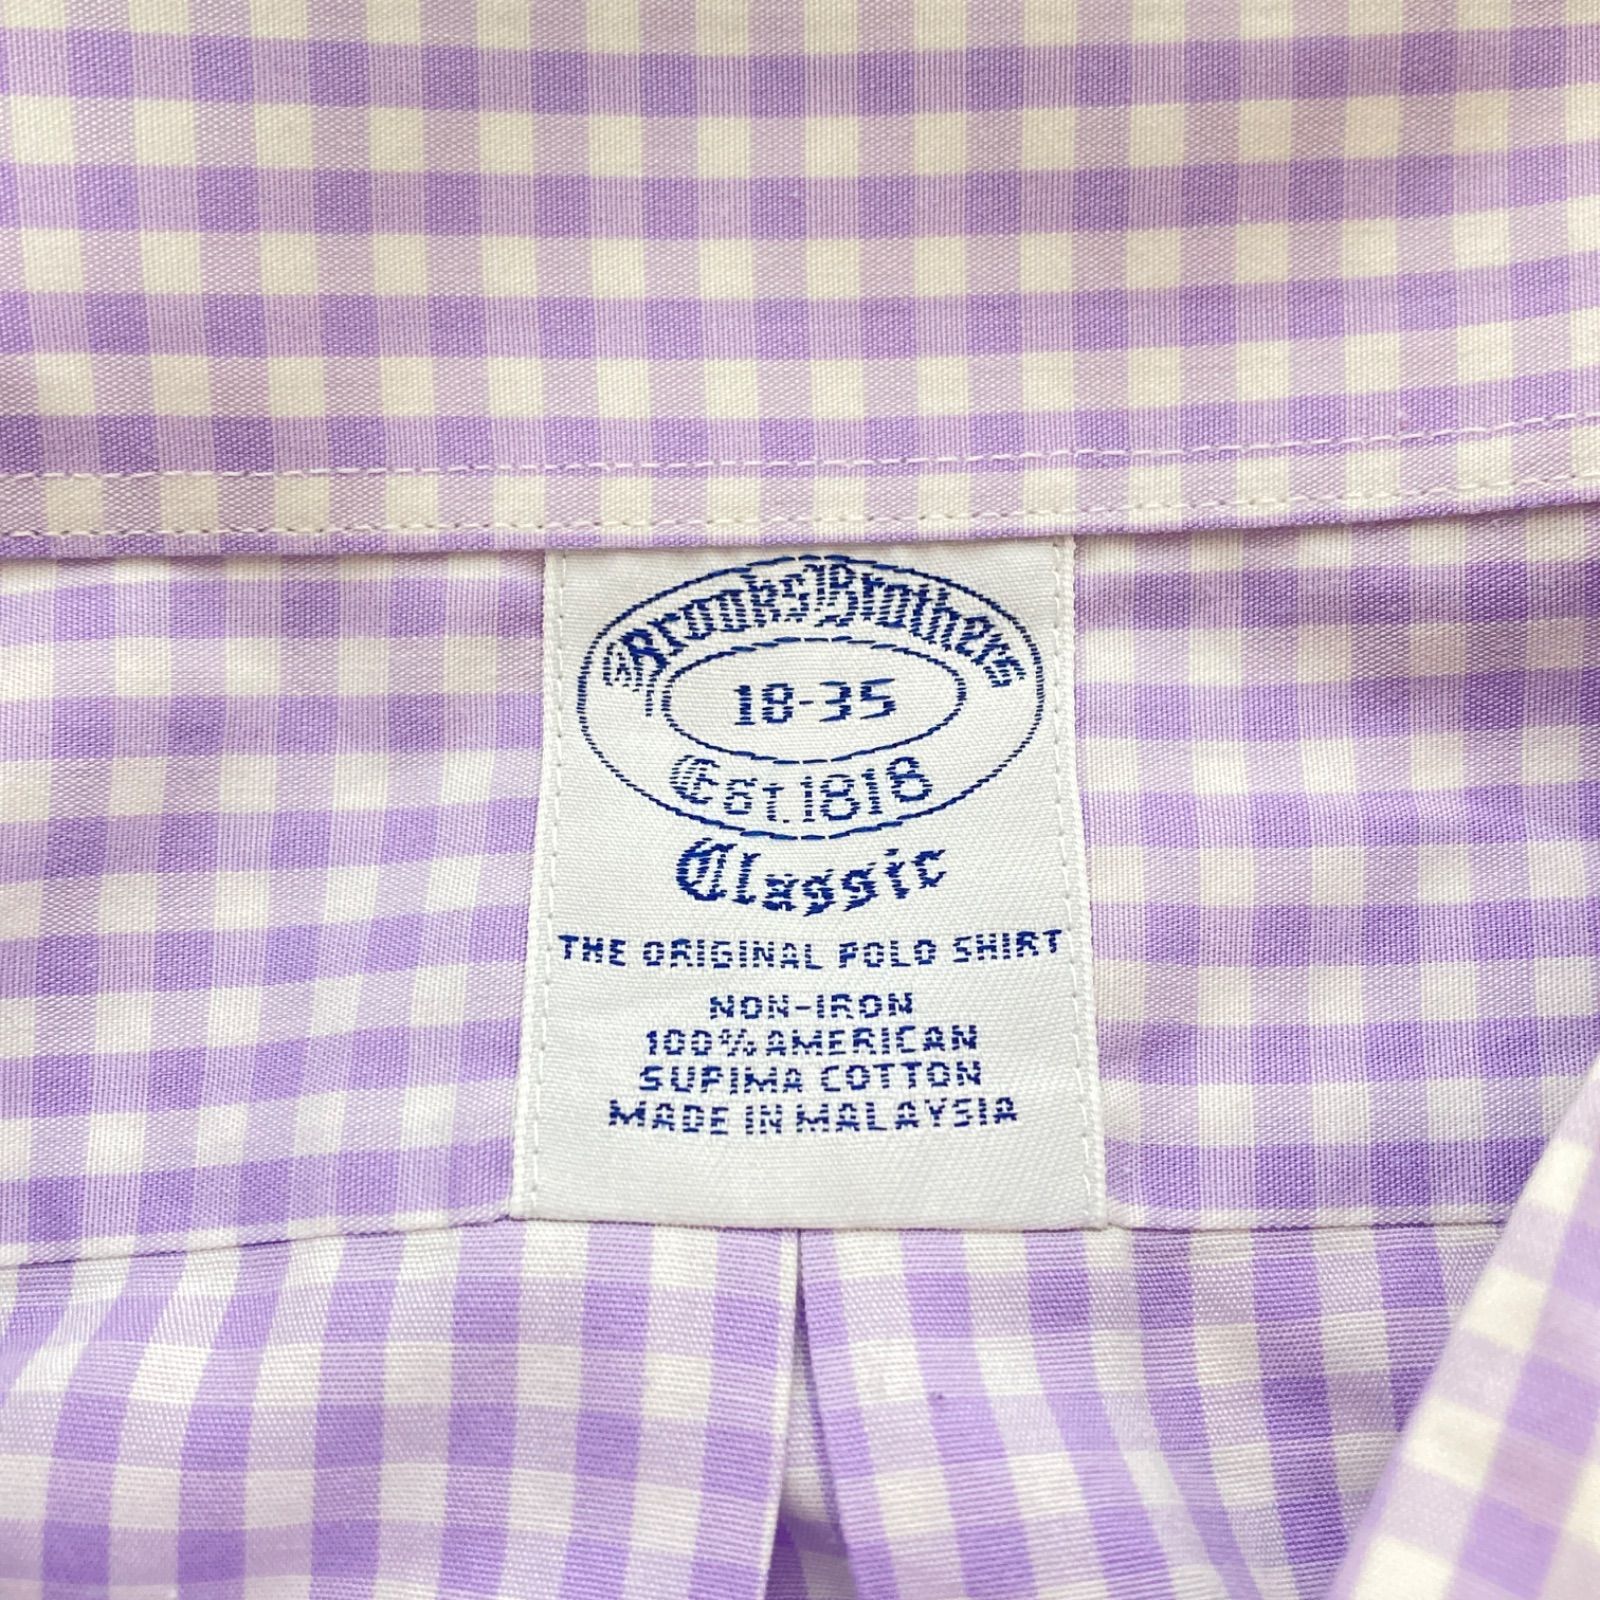 Brooks Brothers
18-35
Est. 1818
Classic
THE ORIGINAL POLO SHIRT
NON-IRON
100% AMERICAN
SUPIMA COTTON
MADE IN MALAYSIA